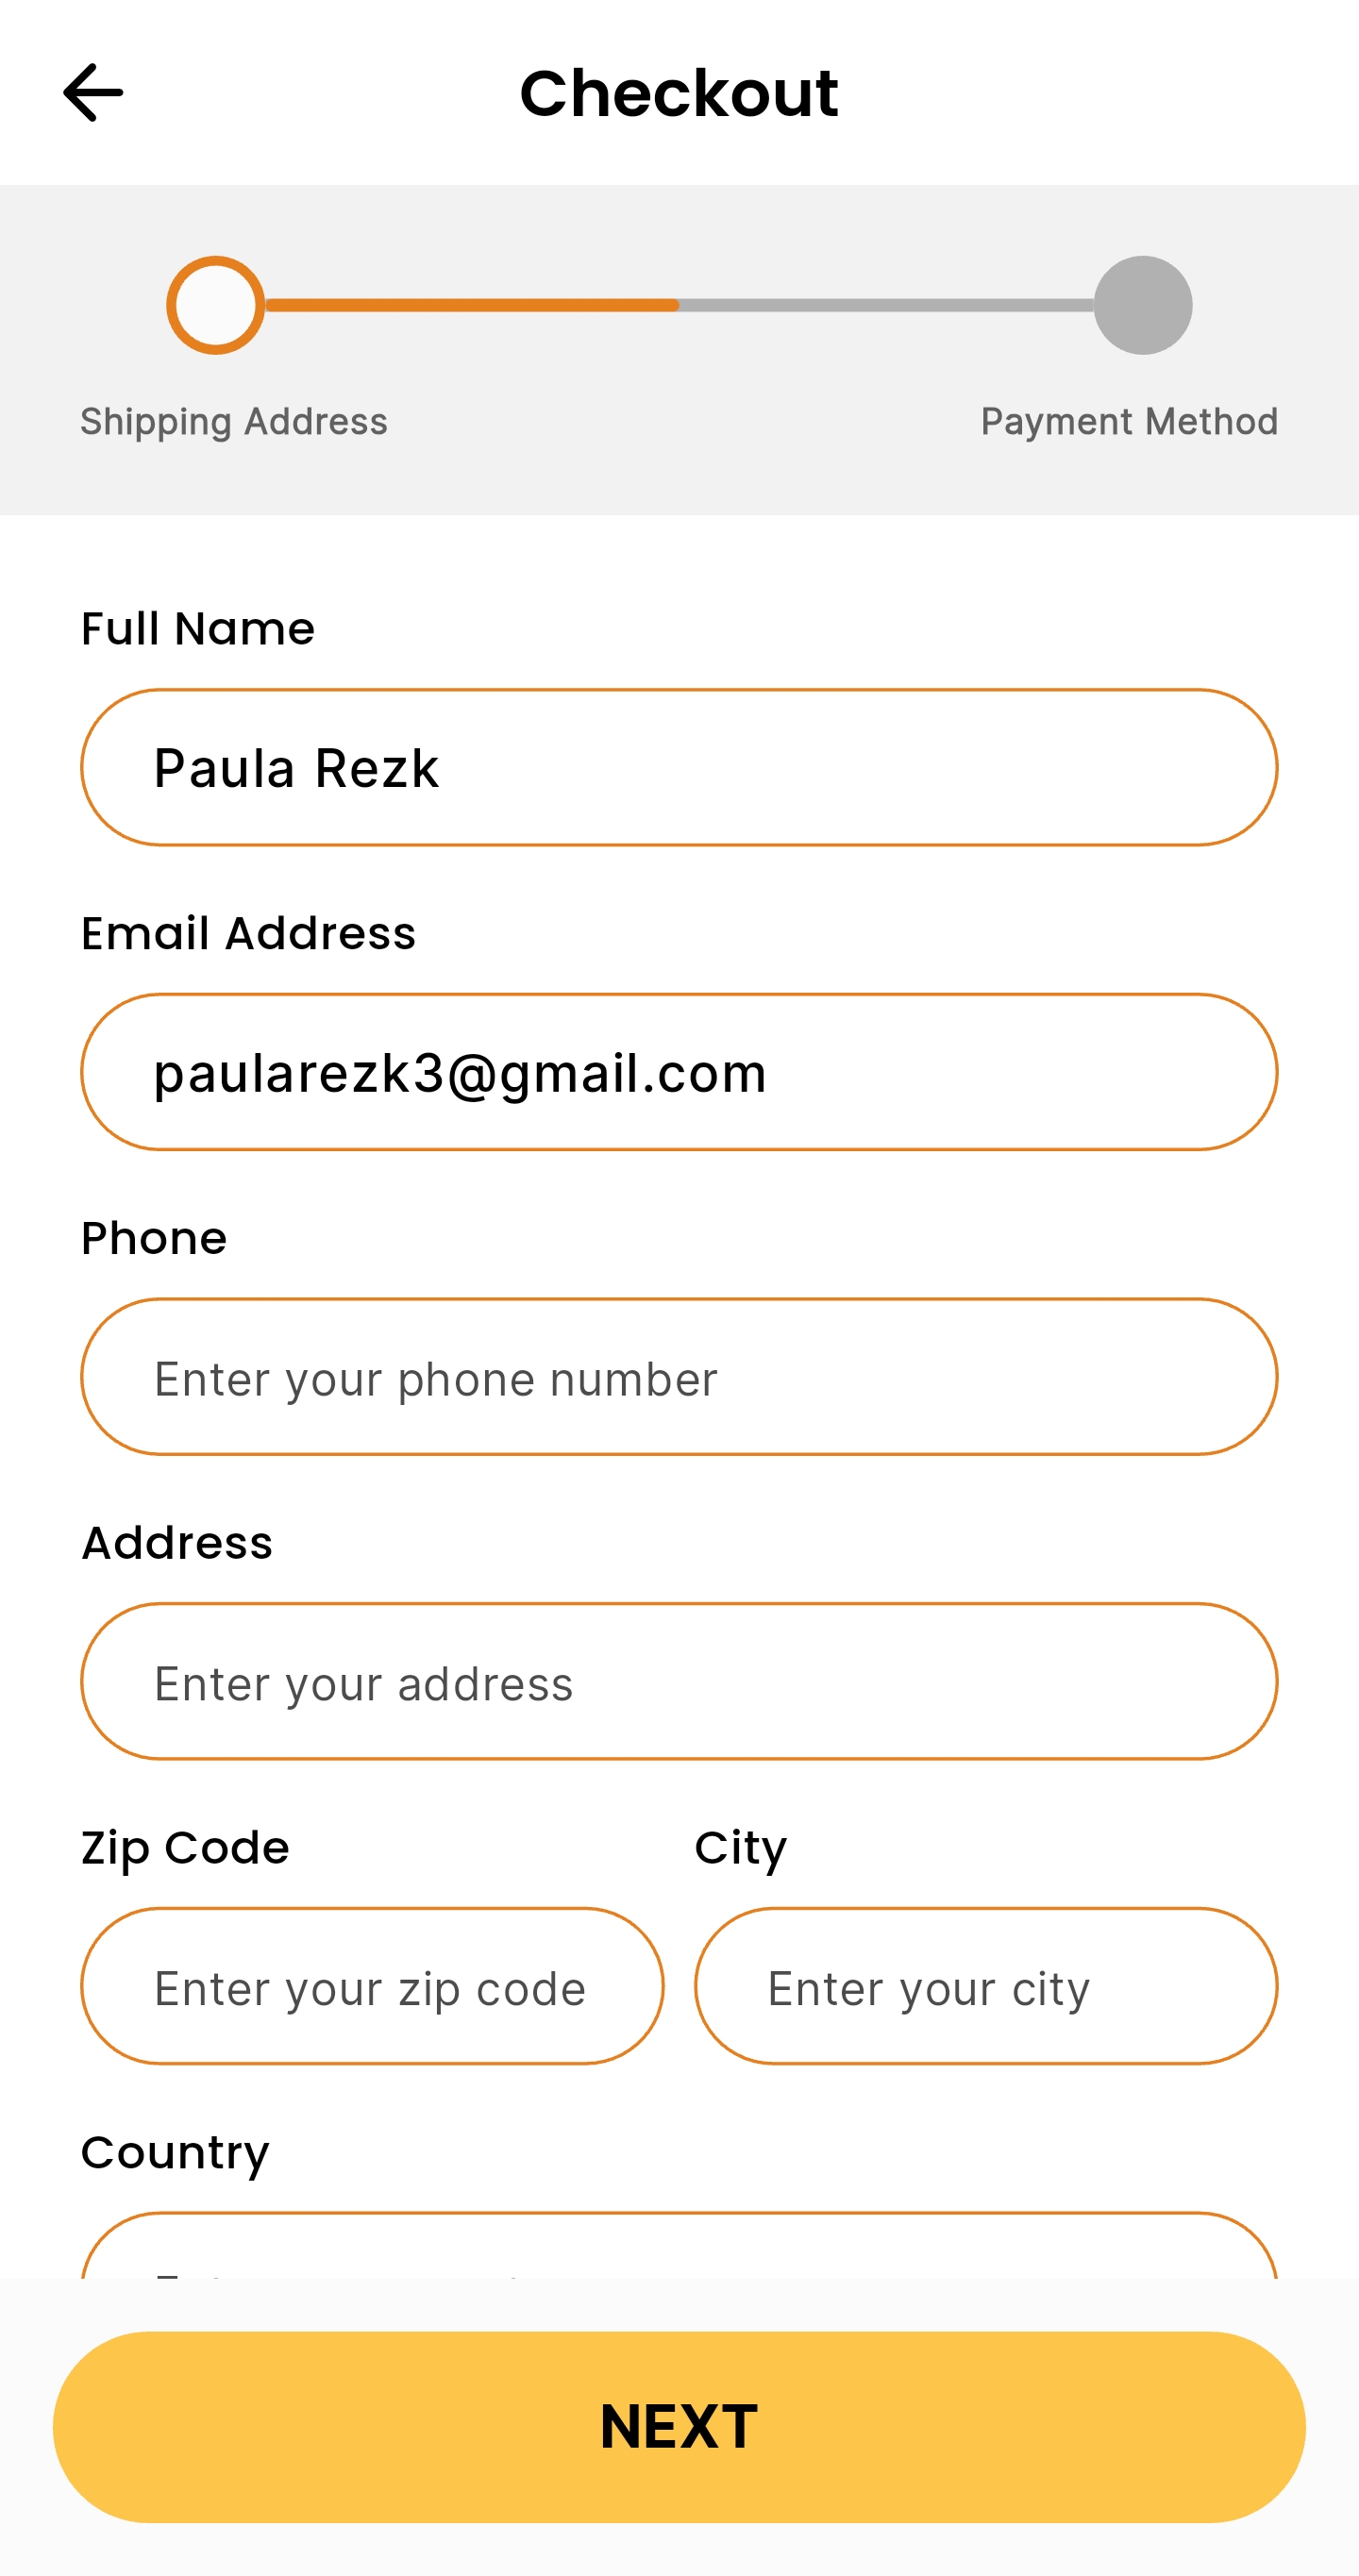 Checkout
Shipping Address Payment Method
Full Name
Paula Rezk
Email Address
paularezk3@gmail.com
Phone
Enter your phone number
Address
Enter your address
Zip Code City
Enter your zip code Enter your city
Country
NEXT